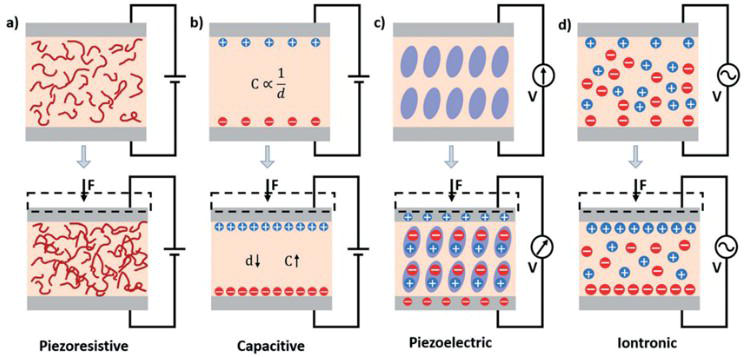 a)
b)
c)
d)
C ∝ 1/d
V
V
F
F
F
F
d↓ C↑
V
V
Piezoresistive
Capacitive
Piezoelectric
Iontronic